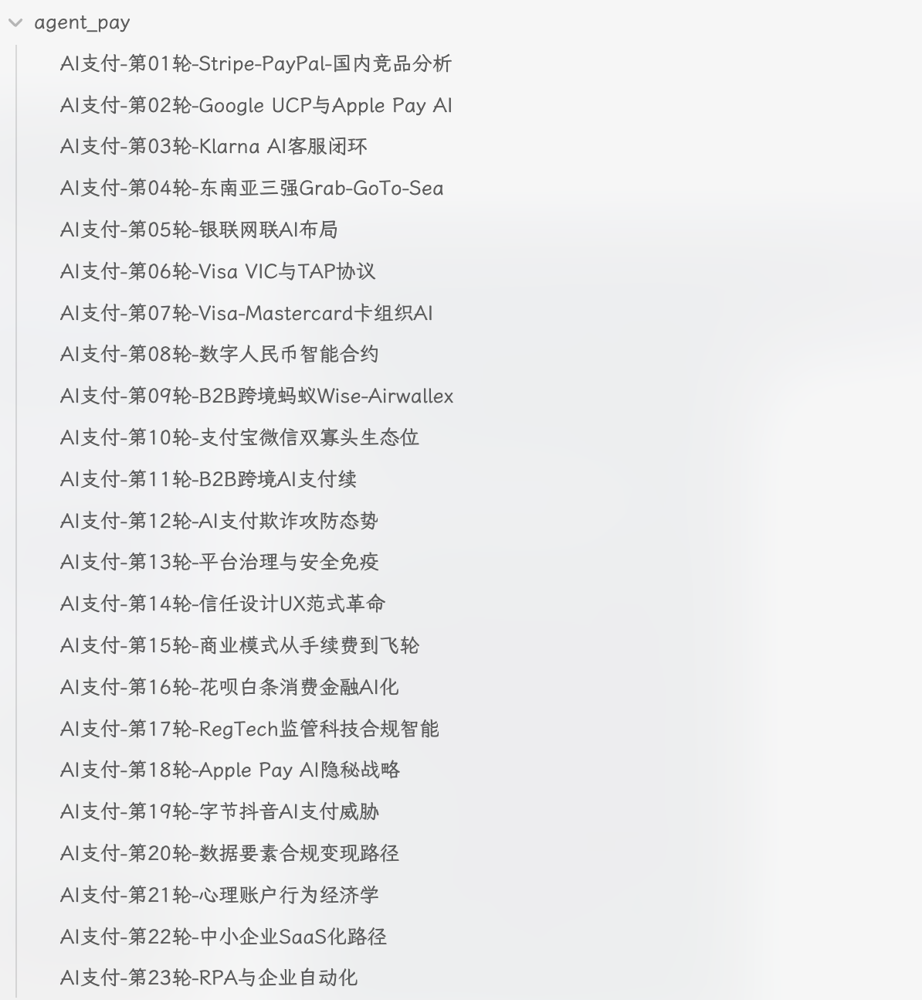 agent_pay
AI支付-第01轮-Stripe-PayPal-国内竞品分析
AI支付-第02轮-Google UCP与Apple Pay AI
AI支付-第03轮-Klarna AI客服闭环
AI支付-第04轮-东南亚三强Grab-GoTo-Sea
AI支付-第05轮-银联网联AI布局
AI支付-第06轮-Visa VIC与TAP协议
AI支付-第07轮-Visa-Mastercard卡组织AI
AI支付-第08轮-数字人民币智能合约
AI支付-第09轮-B2B跨境蚂蚁Wise-Airwallex
AI支付-第10轮-支付宝微信双寡头生态位
AI支付-第11轮-B2B跨境AI支付续
AI支付-第12轮-AI支付欺诈攻防态势
AI支付-第13轮-平台治理与安全免疫
AI支付-第14轮-信任设计UX范式革命
AI支付-第15轮-商业模式从手续费到飞轮
AI支付-第16轮-花呗白条消费金融AI化
AI支付-第17轮-RegTech监管科技合规智能
AI支付-第18轮-Apple Pay AI隐秘战略
AI支付-第19轮-字节抖音AI支付威胁
AI支付-第20轮-数据要素合规变现路径
AI支付-第21轮-心理账户行为经济学
AI支付-第22轮-中小企业SaaS化路径
AI支付-第23轮-RPA与企业自动化